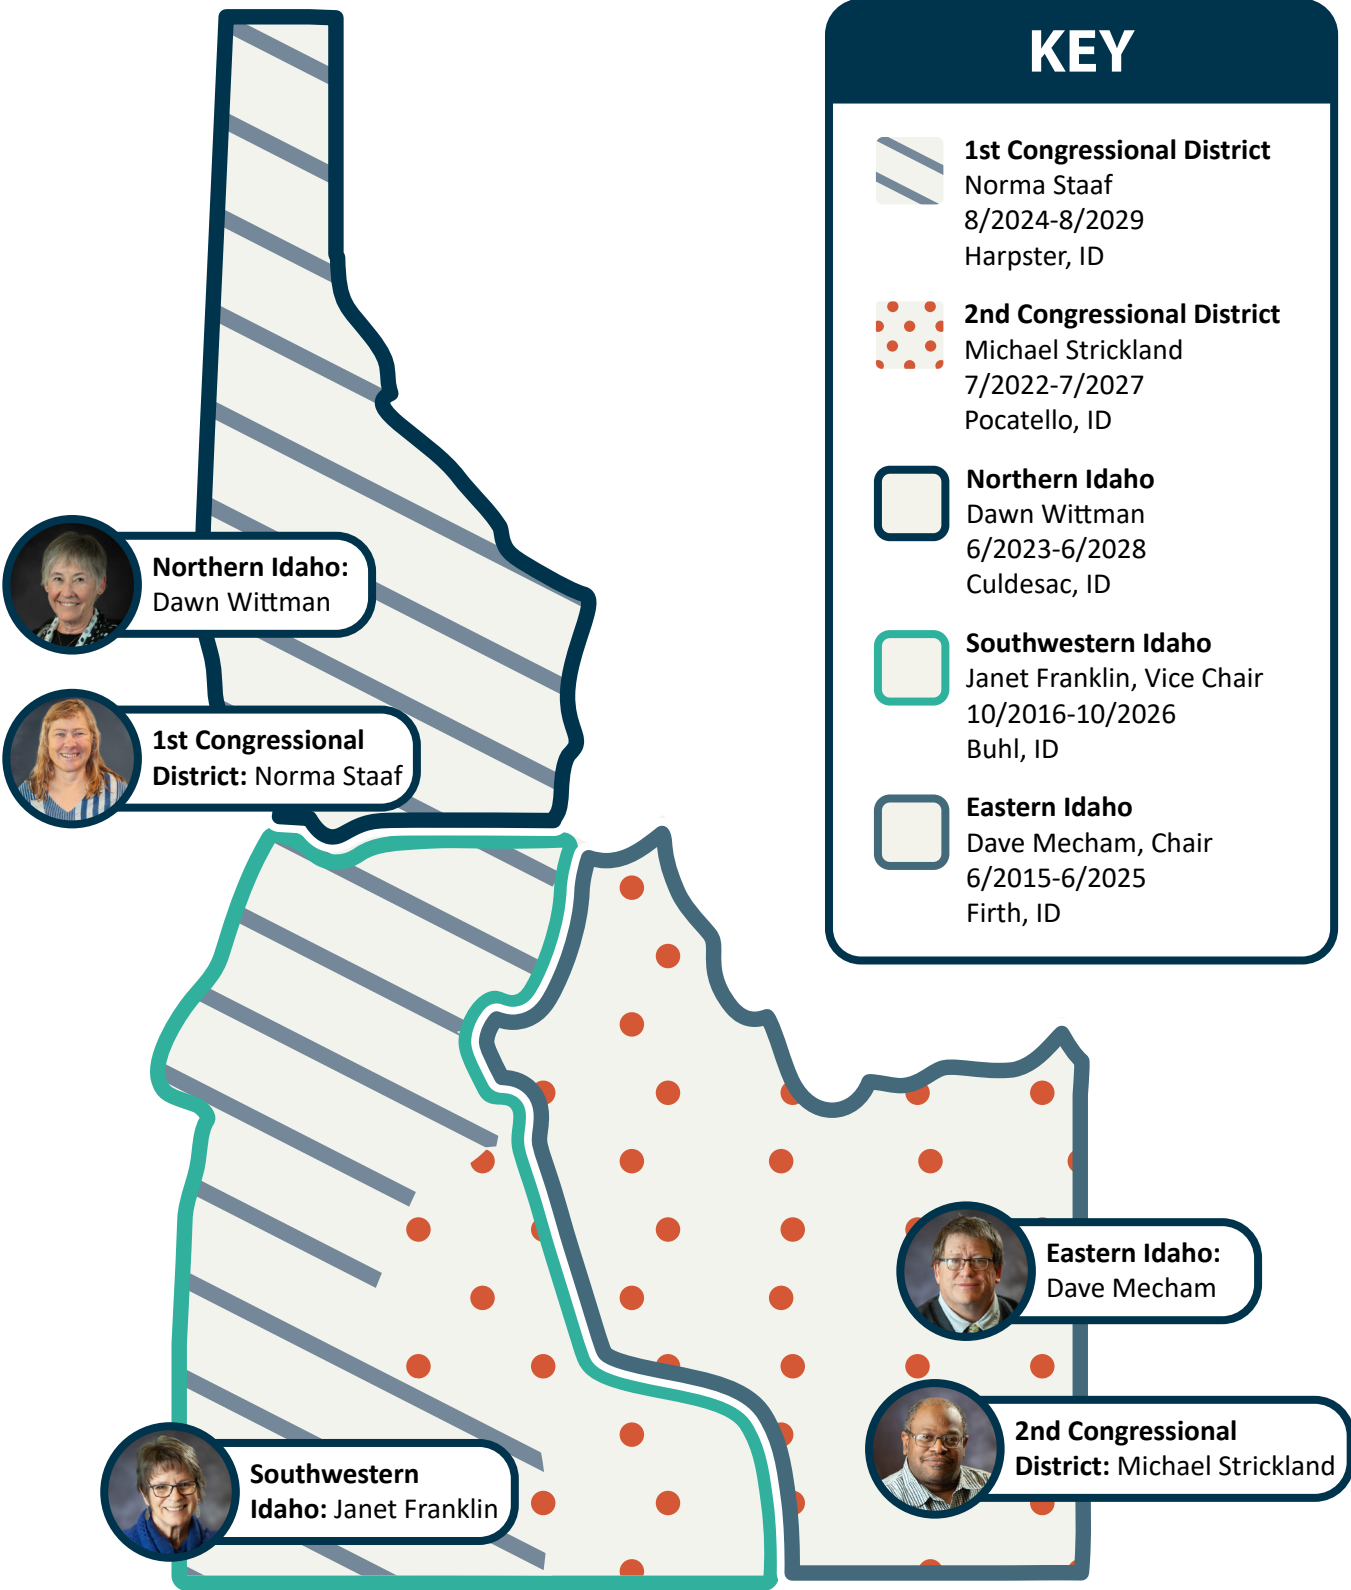 KEY
1st Congressional District
Norma Staaf
8/2024-8/2029
Harpster, ID
2nd Congressional District
Michael Strickland
7/2022-7/2027
Pocatello, ID
Northern Idaho
Dawn Wittman
6/2023-6/2028
Culdesac, ID
Southwestern Idaho
Janet Franklin, Vice Chair
10/2016-10/2026
Buhl, ID
Eastern Idaho
Dave Mecham, Chair
6/2015-6/2025
Firth, ID
Northern Idaho:
Dawn Wittman
1st Congressional
District: Norma Staaf
Eastern Idaho:
Dave Mecham
2nd Congressional
District: Michael Strickland
Southwestern
Idaho: Janet Franklin